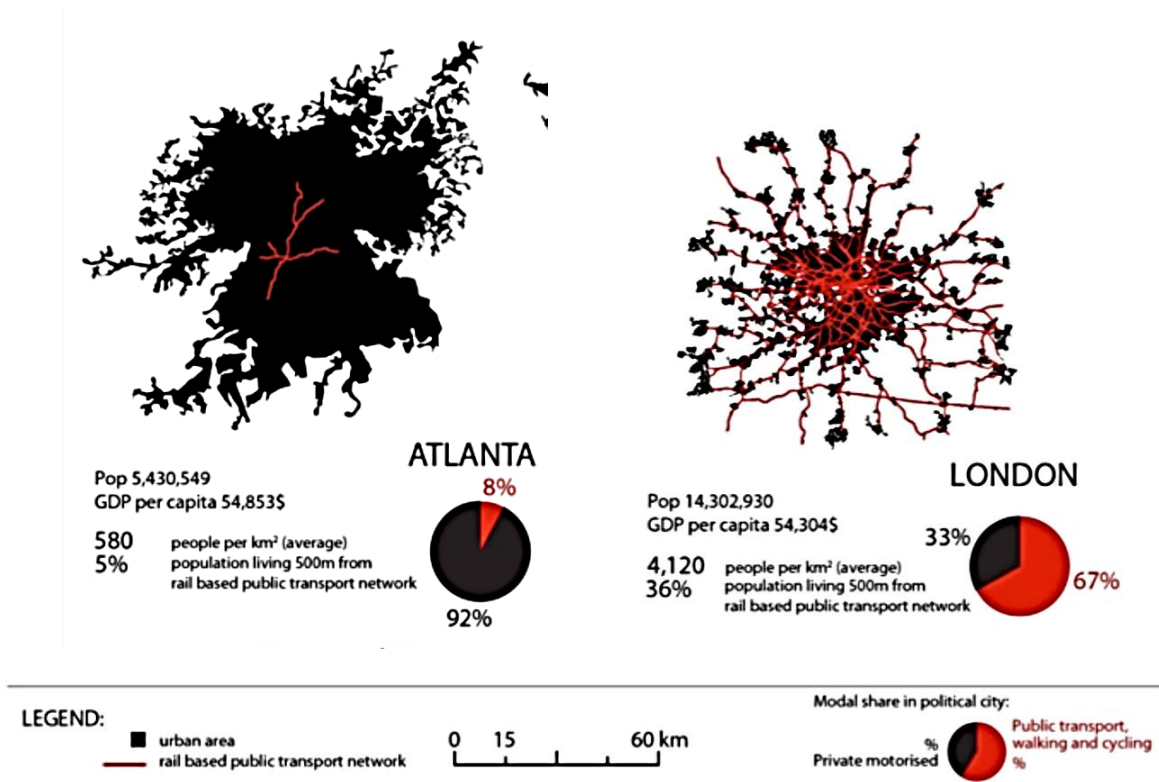 ATLANTA
Pop 5,430,549
GDP per capita 54,853$
580 people per km² (average)
5% population living 500m from
rail based public transport network
8%
92%
LONDON
Pop 14,302,930
GDP per capita 54,304$
4,120 people per km² (average)
36% population living 500m from
rail based public transport network
33%
67%
LEGEND:
urban area
rail based public transport network
0 15 60 km
Modal share in political city:
%
Private motorised
Public transport,
walking and cycling
%